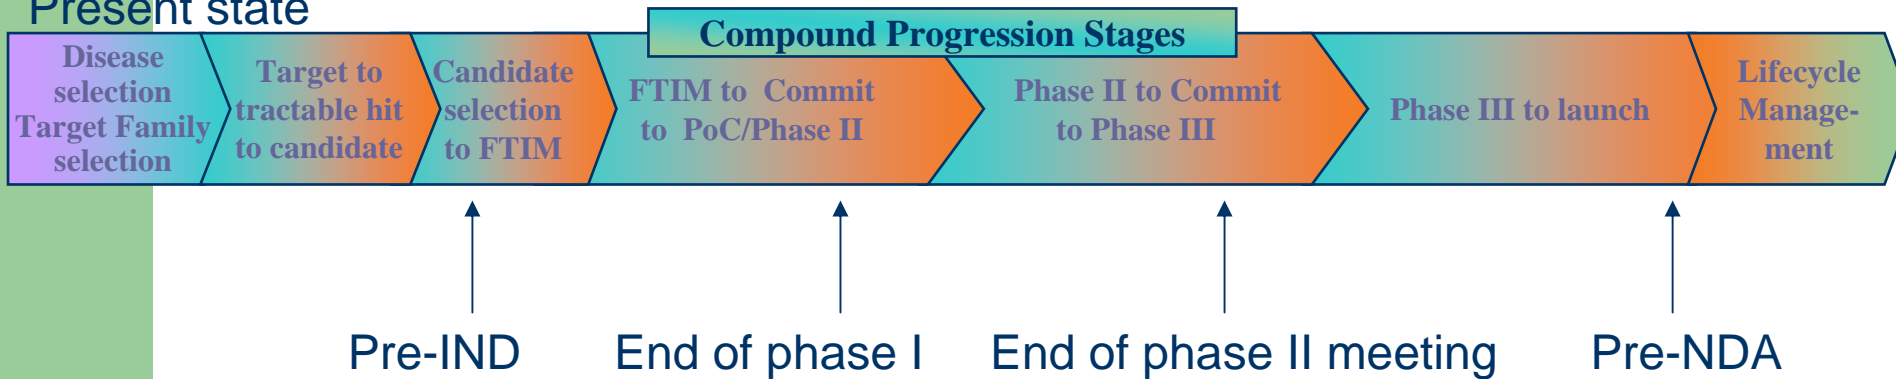 Present state
Compound Progression Stages
Disease
selection
Target Family
selection
Target to
tractable hit
to candidate
Candidate
selection
to FTIM
FTIM to Commit
to PoC/Phase II
Phase II to Commit
to Phase III
Phase III to launch
Lifecycle
Manage-
ment
Pre-IND
End of phase I
End of phase II meeting
Pre-NDA